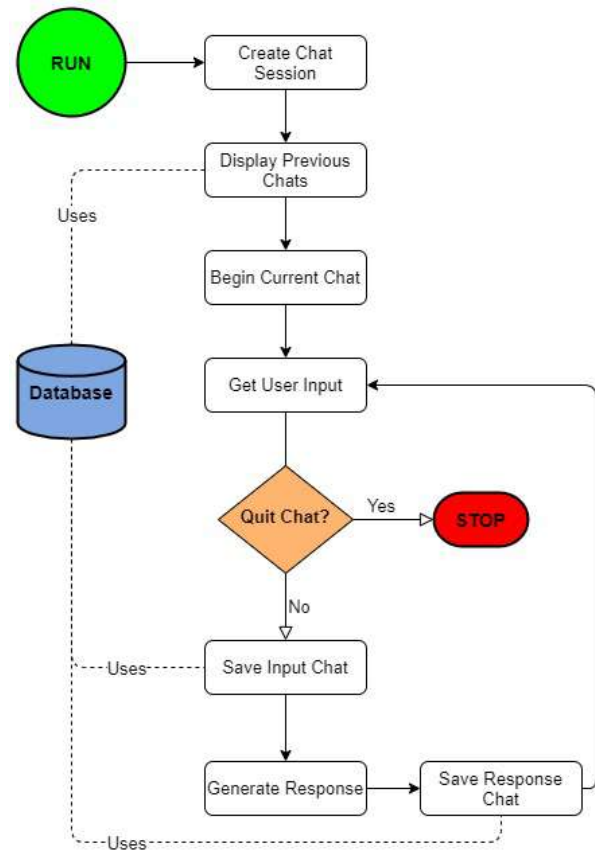 RUN
Create Chat
Session
Display Previous
Chats
Uses
Begin Current Chat
Database
Get User Input
Quit Chat?
Yes
STOP
No
Uses
Save Input Chat
Generate Response
Save Response
Chat
Uses